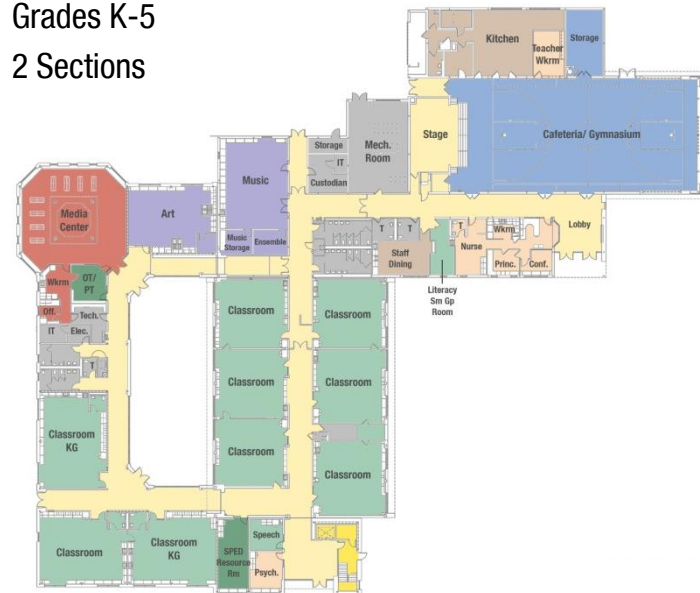 Grades K-5
2 Sections
Kitchen
Teacher
Wkrm
Storage
Stage
Cafeteria/ Gymnasium
Mech.
Room
Storage
IT
Custodian
Music
Music
Storage
Ensemble
Art
Media
Center
Wkrm
OT/
PT
Off.
Tech.
IT
Elec.
T
T
T
Staff
Dining
Literacy
Sm Gp
Room
T
Nurse
Wkrm
Princ.
Conf.
Lobby
Classroom
Classroom
Classroom
Classroom
Classroom
Classroom
Classroom
KG
Classroom
Classroom
KG
SPED
Resource
Rm
Speech
Psych.